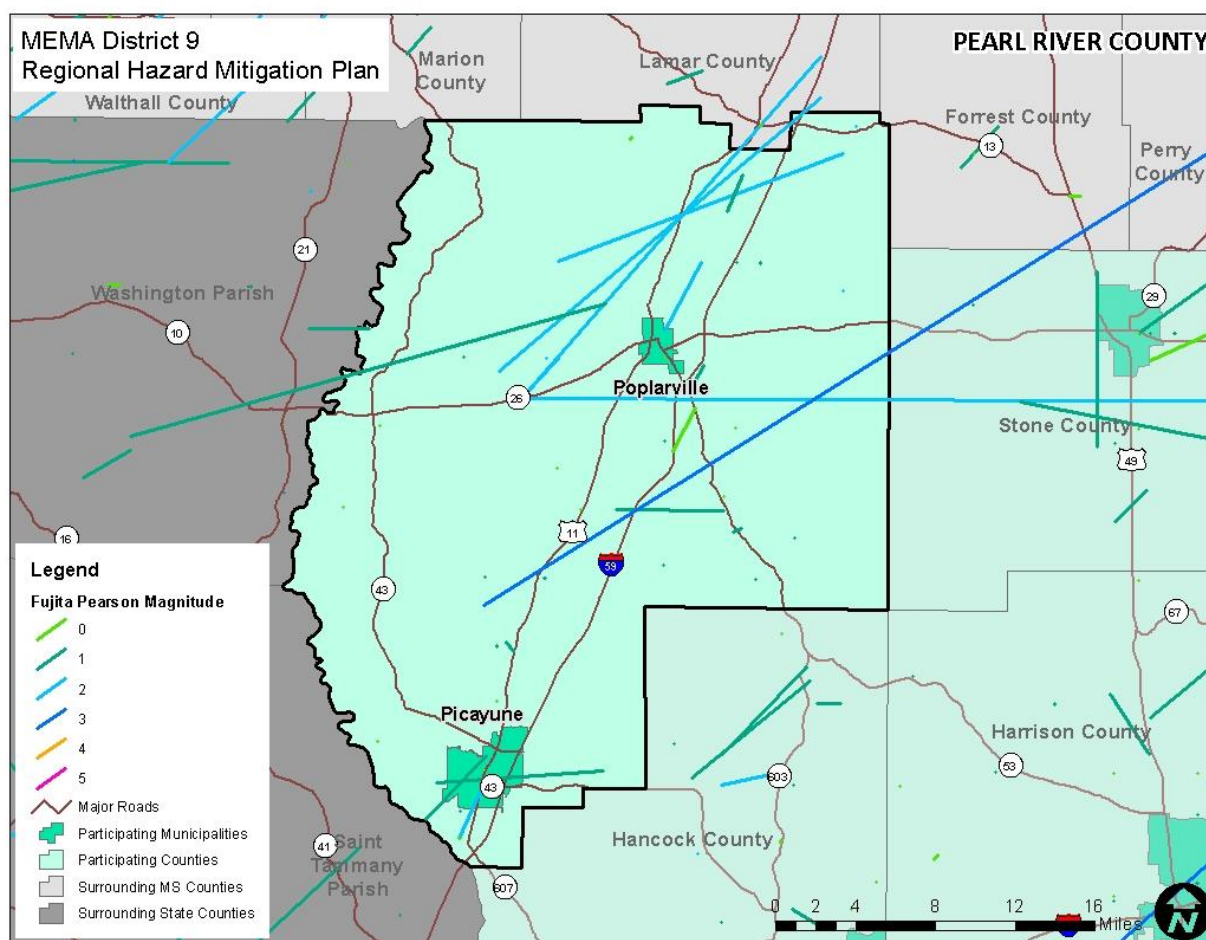 MEMA District 9
Regional Hazard Mitigation Plan
PEARL RIVER COUNTY
Marion
County
Lamar County
Walthall County
Forrest County
13
Perry
County
21
Washington Parish
29
10
Poplarville
26
Stone County
49
16
11
59
43
67
Picayune
Harrison County
53
43
603
Hancock County
41
Saint
Tammany
Parish
607
Legend
Fujita Pearson Magnitude
0
1
2
3
4
5
Major Roads
Participating Municipalities
Participating Counties
Surrounding MS Counties
Surrounding State Counties
0 2 4 8 12 16
Miles
N